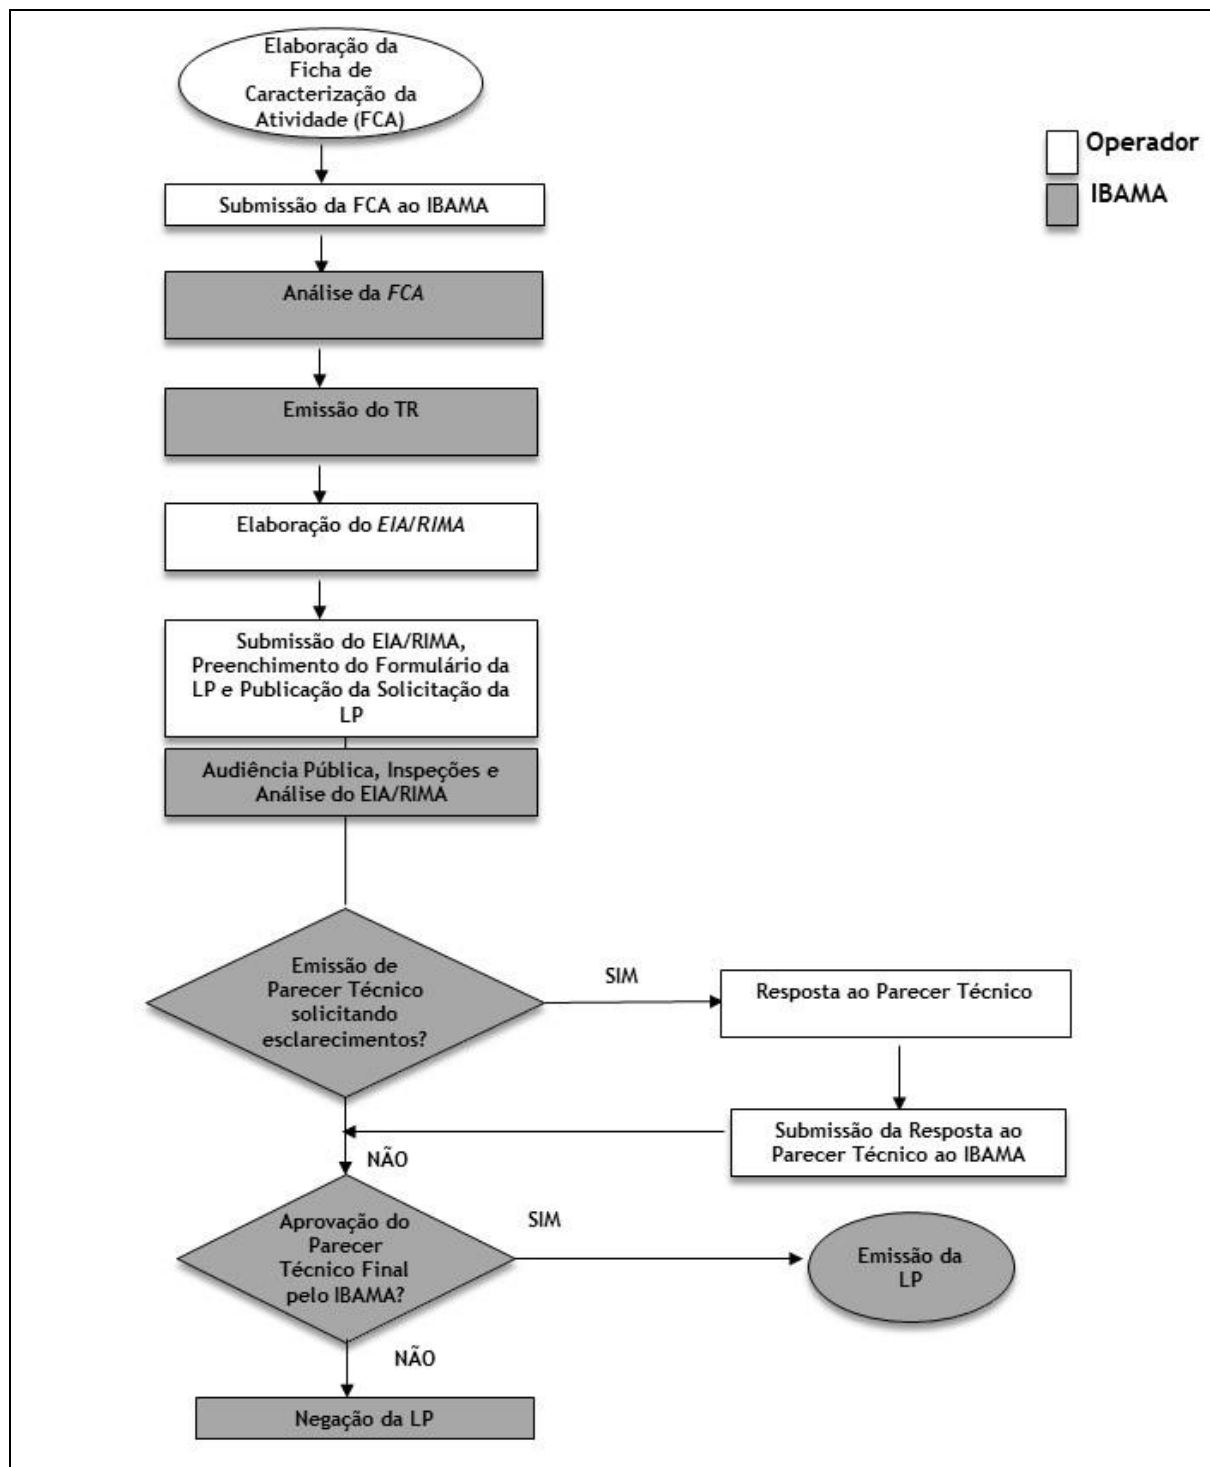 Elaboração da
Ficha de
Caracterização da
Atividade (FCA)
Operador
IBAMA
Submissão da FCA ao IBAMA
Análise da FCA
Emissão do TR
Elaboração do EIA/RIMA
Submissão do EIA/RIMA,
Preenchimento do Formulário da
LP e Publicação da Solicitação da
LP
Audiência Pública, Inspeções e
Análise do EIA/RIMA
Emissão de
Parecer Técnico
solicitando
esclarecimentos?
SIM
Resposta ao Parecer Técnico
Submissão da Resposta ao
Parecer Técnico ao IBAMA
NÃO
Aprovação do
Parecer
Técnico Final
pelo IBAMA?
SIM
Emissão da
LP
NÃO
Negação da LP